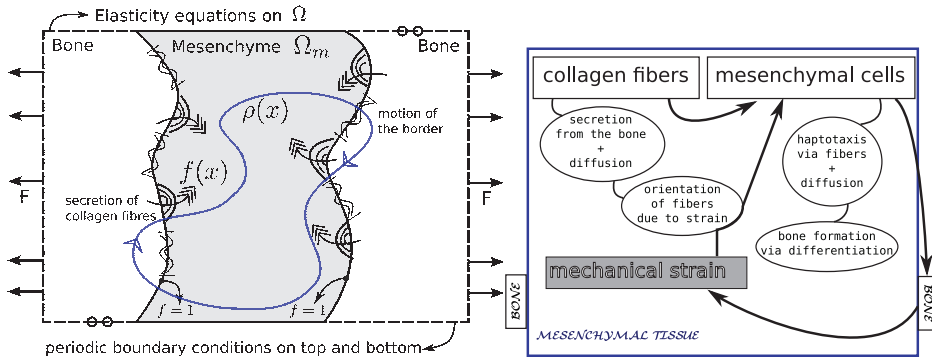 Elasticity equations on Ω
Bone
Mesenchyme Ω_m
Bone
ρ(x)
motion of
the border
f(x)
F
F
secretion of
collagen fibres
f = 1
f = 1
periodic boundary conditions on top and bottom
collagen fibers
mesenchymal cells
secretion
from the bone
+
diffusion
haptotaxis
via fibers
+
diffusion
orientation
of fibers
due to strain
bone formation
via differentiation
mechanical strain
BONE
BONE
MESENCHYMAL TISSUE